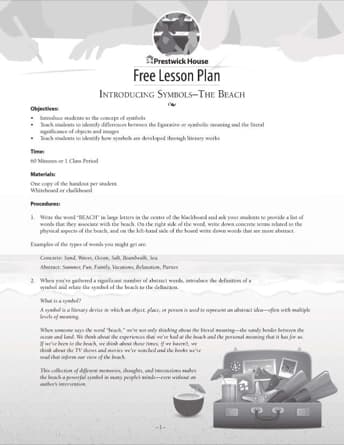 Prestwick House
Free Lesson Plan
INTRODUCING SYMBOLS—THE BEACH
Objectives:
• Introduce students to the concept of symbols
• Teach students to identify differences between the figurative or symbolic meaning and the literal
significance of objects and images
• Teach students to identify how symbols are developed through literary works
Time:
60 Minutes or 1 Class Period
Materials:
One copy of the handout per student
Whiteboard or chalkboard
Procedures:
1. Write the word "BEACH" in large letters in the center of the blackboard and ask your students to provide a list of
words that they associate with the beach. On the right side of the word, write down concrete terms related to the
physical aspects of the beach, and on the left-hand side of the board write down words that are more abstract.
Examples of the types of words you might get are:
Concrete: Sand, Waves, Ocean, Salt, Boardwalk, Sea
Abstract: Summer, Fun, Family, Vacations, Relaxation, Parties
2. When you've gathered a significant number of abstract words, introduce the definition of a
symbol and relate the symbol of the beach to the definition.
What is a symbol?
A symbol is a literary device in which an object, place, or person is used to represent an abstract idea—often with multiple
levels of meaning.
When someone says the word "beach," we're not only thinking about the literal meaning—the sandy border between the
ocean and land. We think about the experiences that we've had at the beach and the personal meaning that it has for us.
If we've been to the beach, we think about those times; if we haven't, we
think about the TV shows and movies we've watched and the books we've
read that inform our view of the beach.
This collection of different memories, thoughts, and interactions makes
the beach a powerful symbol in many people's minds—even without an
author's intervention.
– 1 –